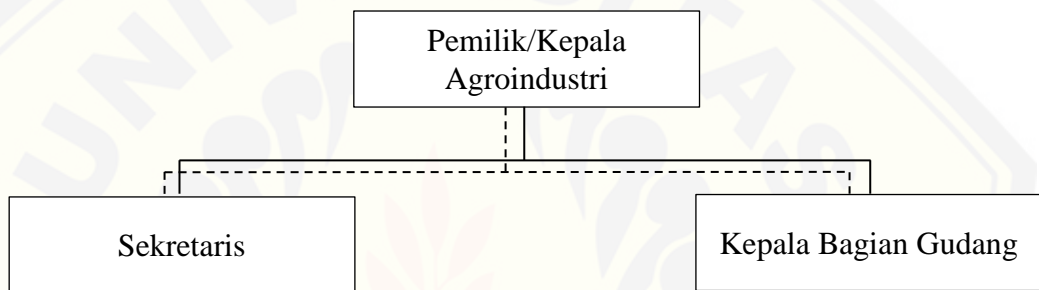 Pemilik/Kepala
Agroindustri
Sekretaris
Kepala Bagian Gudang